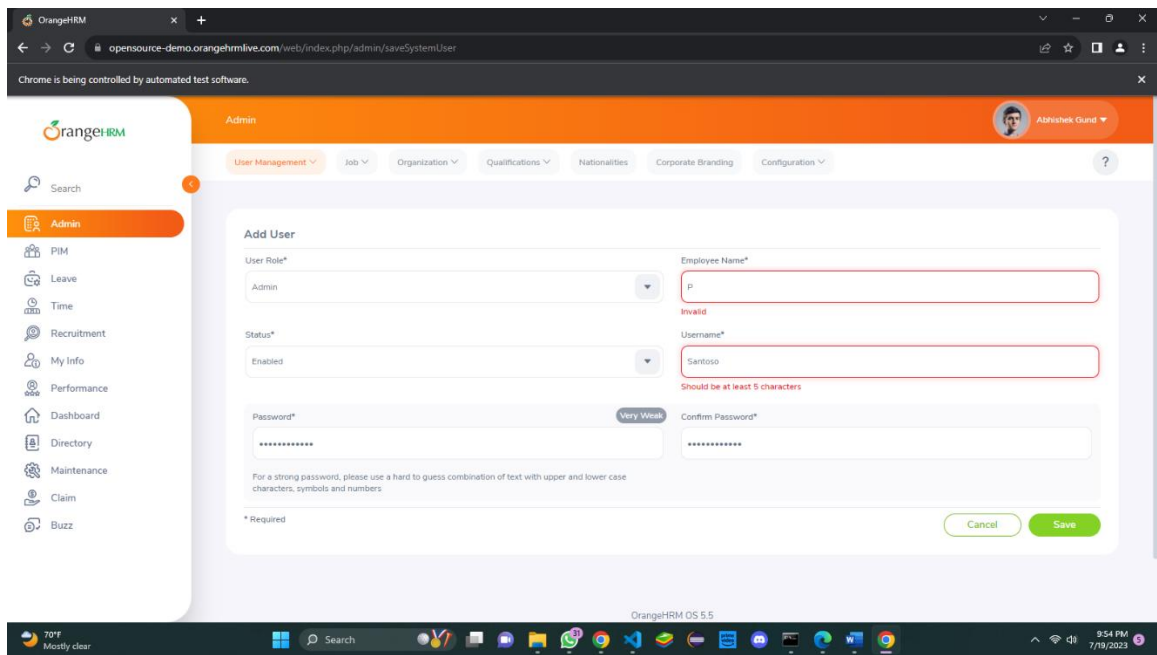 OrangeHRM
opensource-demo.orangehrmlive.com/web/index.php/admin/saveSystemUser
Chrome is being controlled by automated test software.
OrangeHRM
Admin
Abhishek Gund
User Management
Job
Organization
Qualifications
Nationalities
Corporate Branding
Configuration
?
Search
Admin
PIM
Leave
Time
Recruitment
My Info
Performance
Dashboard
Directory
Maintenance
Claim
Buzz
Add User
User Role*
Admin
Employee Name*
P
Invalid
Status*
Enabled
Username*
Santoso
Should be at least 5 characters
Password*
Very Weak
••••••••••••
Confirm Password*
••••••••••••
For a strong password, please use a hard to guess combination of text with upper and lower case
characters, symbols and numbers
* Required
Cancel
Save
OrangeHRM OS 5.5
70°F
Mostly clear
Search
31
9:54 PM
7/19/2023
5